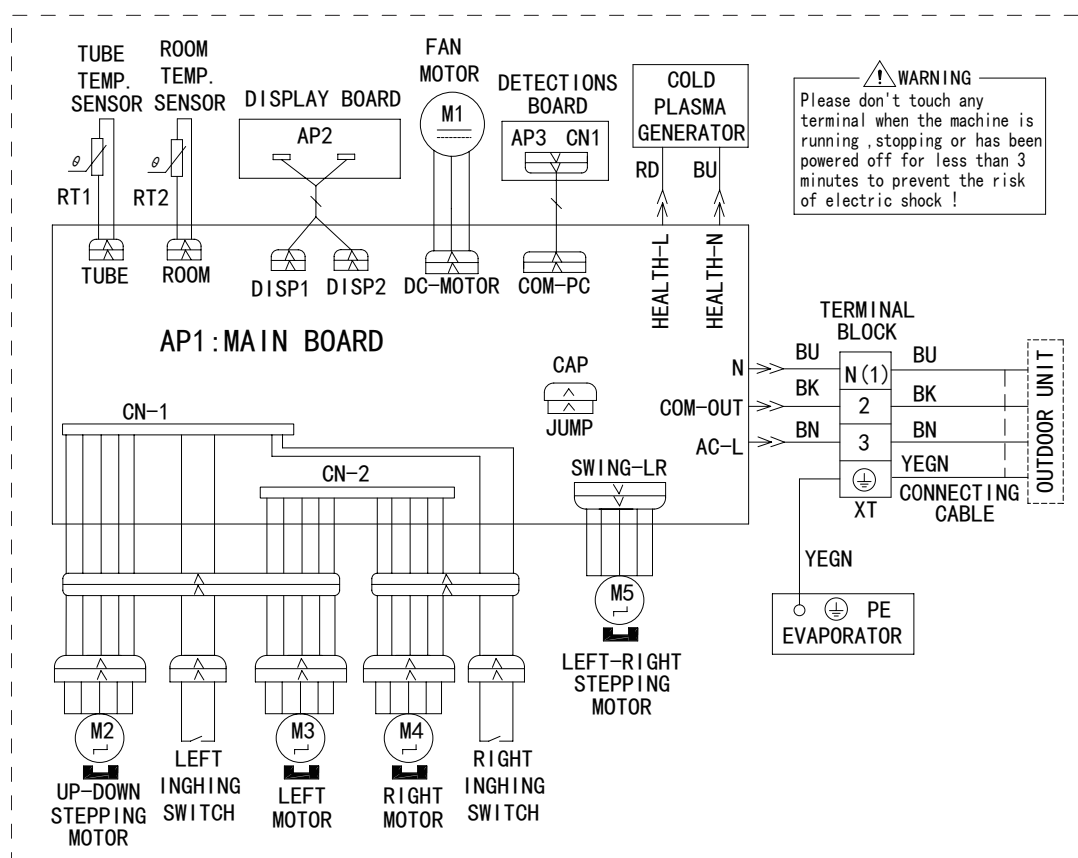 TUBE
TEMP.
SENSOR
ROOM
TEMP.
SENSOR
DISPLAY BOARD
AP2
FAN
MOTOR
M1
DETECTIONS
BOARD
AP3 CN1
COLD
PLASMA
GENERATOR
WARNING
Please don't touch any
terminal when the machine is
running ,stopping or has been
powered off for less than 3
minutes to prevent the risk
of electric shock !
θ
RT1
θ
RT2
RD
BU
TUBE
ROOM
DISP1
DISP2
DC-MOTOR
COM-PC
HEALTH-L
HEALTH-N
AP1:MAIN BOARD
CAP
JUMP
TERMINAL
BLOCK
N
BU
N(1)
BU
COM-OUT
BK
2
BK
AC-L
BN
3
BN
YEGN
XT
CONNECTING
CABLE
OUTDOOR UNIT
CN-1
CN-2
SWING-LR
YEGN
PE
EVAPORATOR
M5
LEFT-RIGHT
STEPPING
MOTOR
M2
UP-DOWN
STEPPING
MOTOR
LEFT
INGHING
SWITCH
M3
LEFT
MOTOR
M4
RIGHT
MOTOR
RIGHT
INGHING
SWITCH